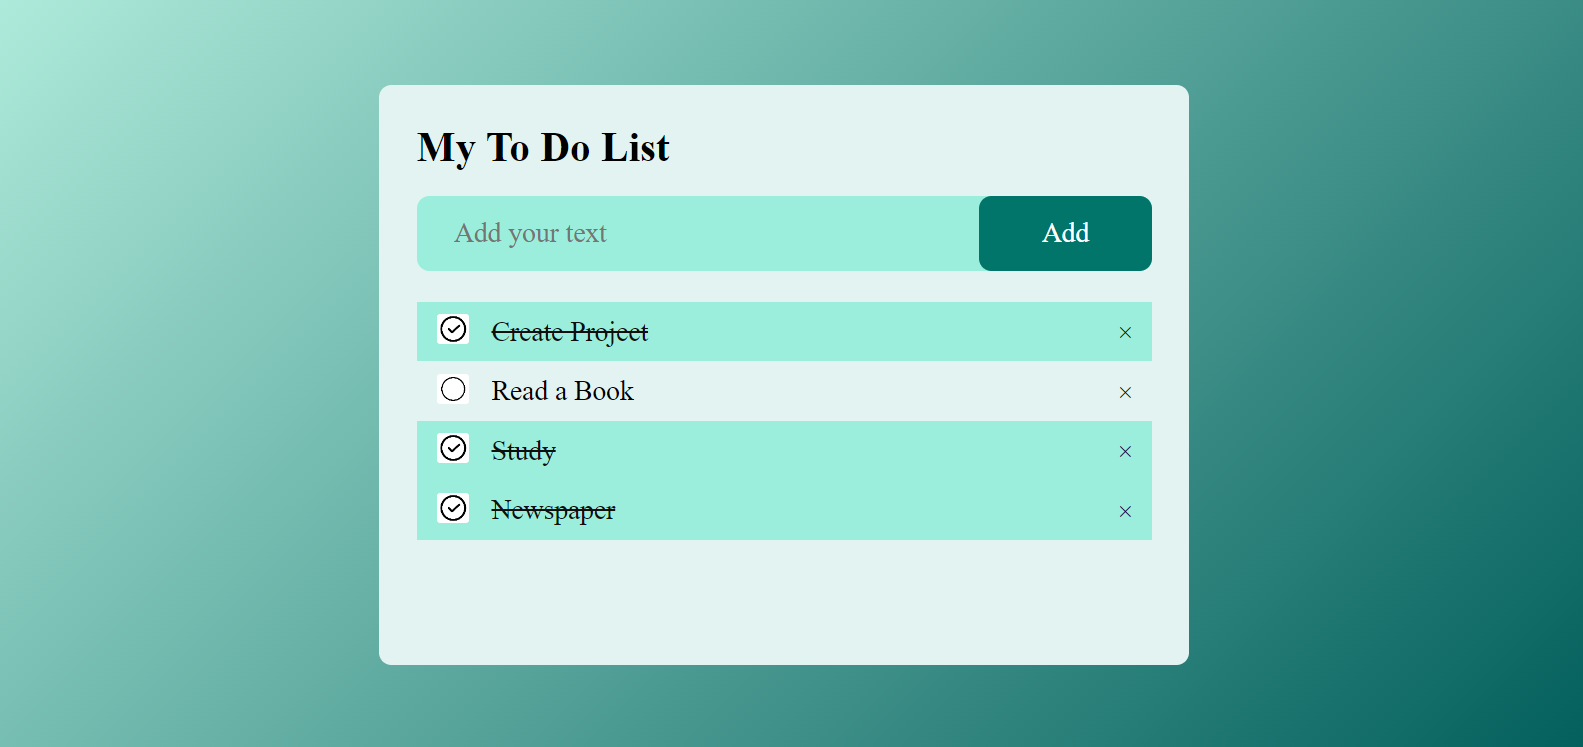 My To Do List
Add your text
Add
Create Project
×
Read a Book
×
Study
×
Newspaper
×